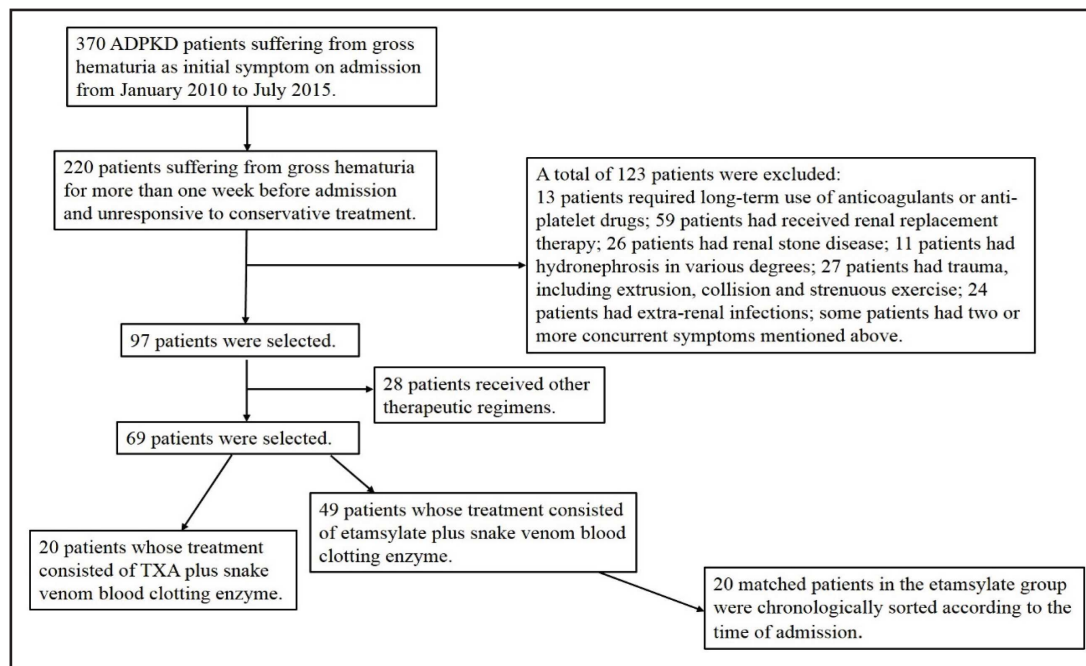 370 ADPKD patients suffering from gross
hematuria as initial symptom on admission
from January 2010 to July 2015.
220 patients suffering from gross hematuria
for more than one week before admission
and unresponsive to conservative treatment.
A total of 123 patients were excluded:
13 patients required long-term use of anticoagulants or anti-
platelet drugs; 59 patients had received renal replacement
therapy; 26 patients had renal stone disease; 11 patients had
hydronephrosis in various degrees; 27 patients had trauma,
including extrusion, collision and strenuous exercise; 24
patients had extra-renal infections; some patients had two or
more concurrent symptoms mentioned above.
97 patients were selected.
28 patients received other
therapeutic regimens.
69 patients were selected.
20 patients whose treatment
consisted of TXA plus snake
venom blood clotting enzyme.
49 patients whose treatment consisted
of etamsylate plus snake venom blood
clotting enzyme.
20 matched patients in the etamsylate group
were chronologically sorted according to the
time of admission.